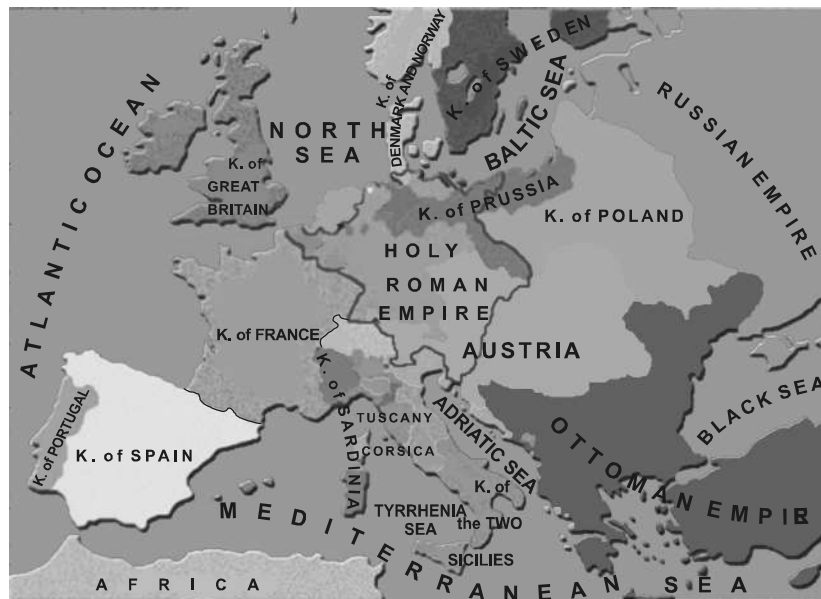 ATLANTIC OCEAN
NORTH
SEA
K. of
DENMARK AND NORWAY
K. of SWEDEN
BALTIC SEA
RUSSIAN EMPIRE
K. of
GREAT
BRITAIN
K. of PRUSSIA
K. of POLAND
HOLY
ROMAN
EMPIRE
K. of FRANCE
AUSTRIA
K. of PORTUGAL
K. of SPAIN
K. of SARDINIA
TUSCANY
CORSICA
ADRIATIC SEA
BLACK SEA
OTTOMAN EMPIR
TYRRHENIA
SEA
K. of
the TWO
SICILIES
MEDITERRANEAN SEA
AFRICA